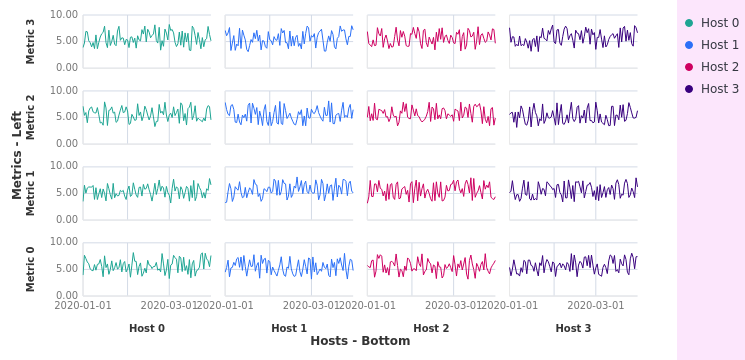 10.00
5.00
0.00
Metric 3
10.00
5.00
0.00
Metric 2
10.00
5.00
0.00
Metric 1
10.00
5.00
0.00
Metric 0
Metrics - Left
2020-01-01 2020-03-01 2020-01-01 2020-03-01 2020-01-01 2020-03-01 2020-01-01 2020-03-01
Host 0 Host 1 Host 2 Host 3
Hosts - Bottom
Host 0
Host 1
Host 2
Host 3